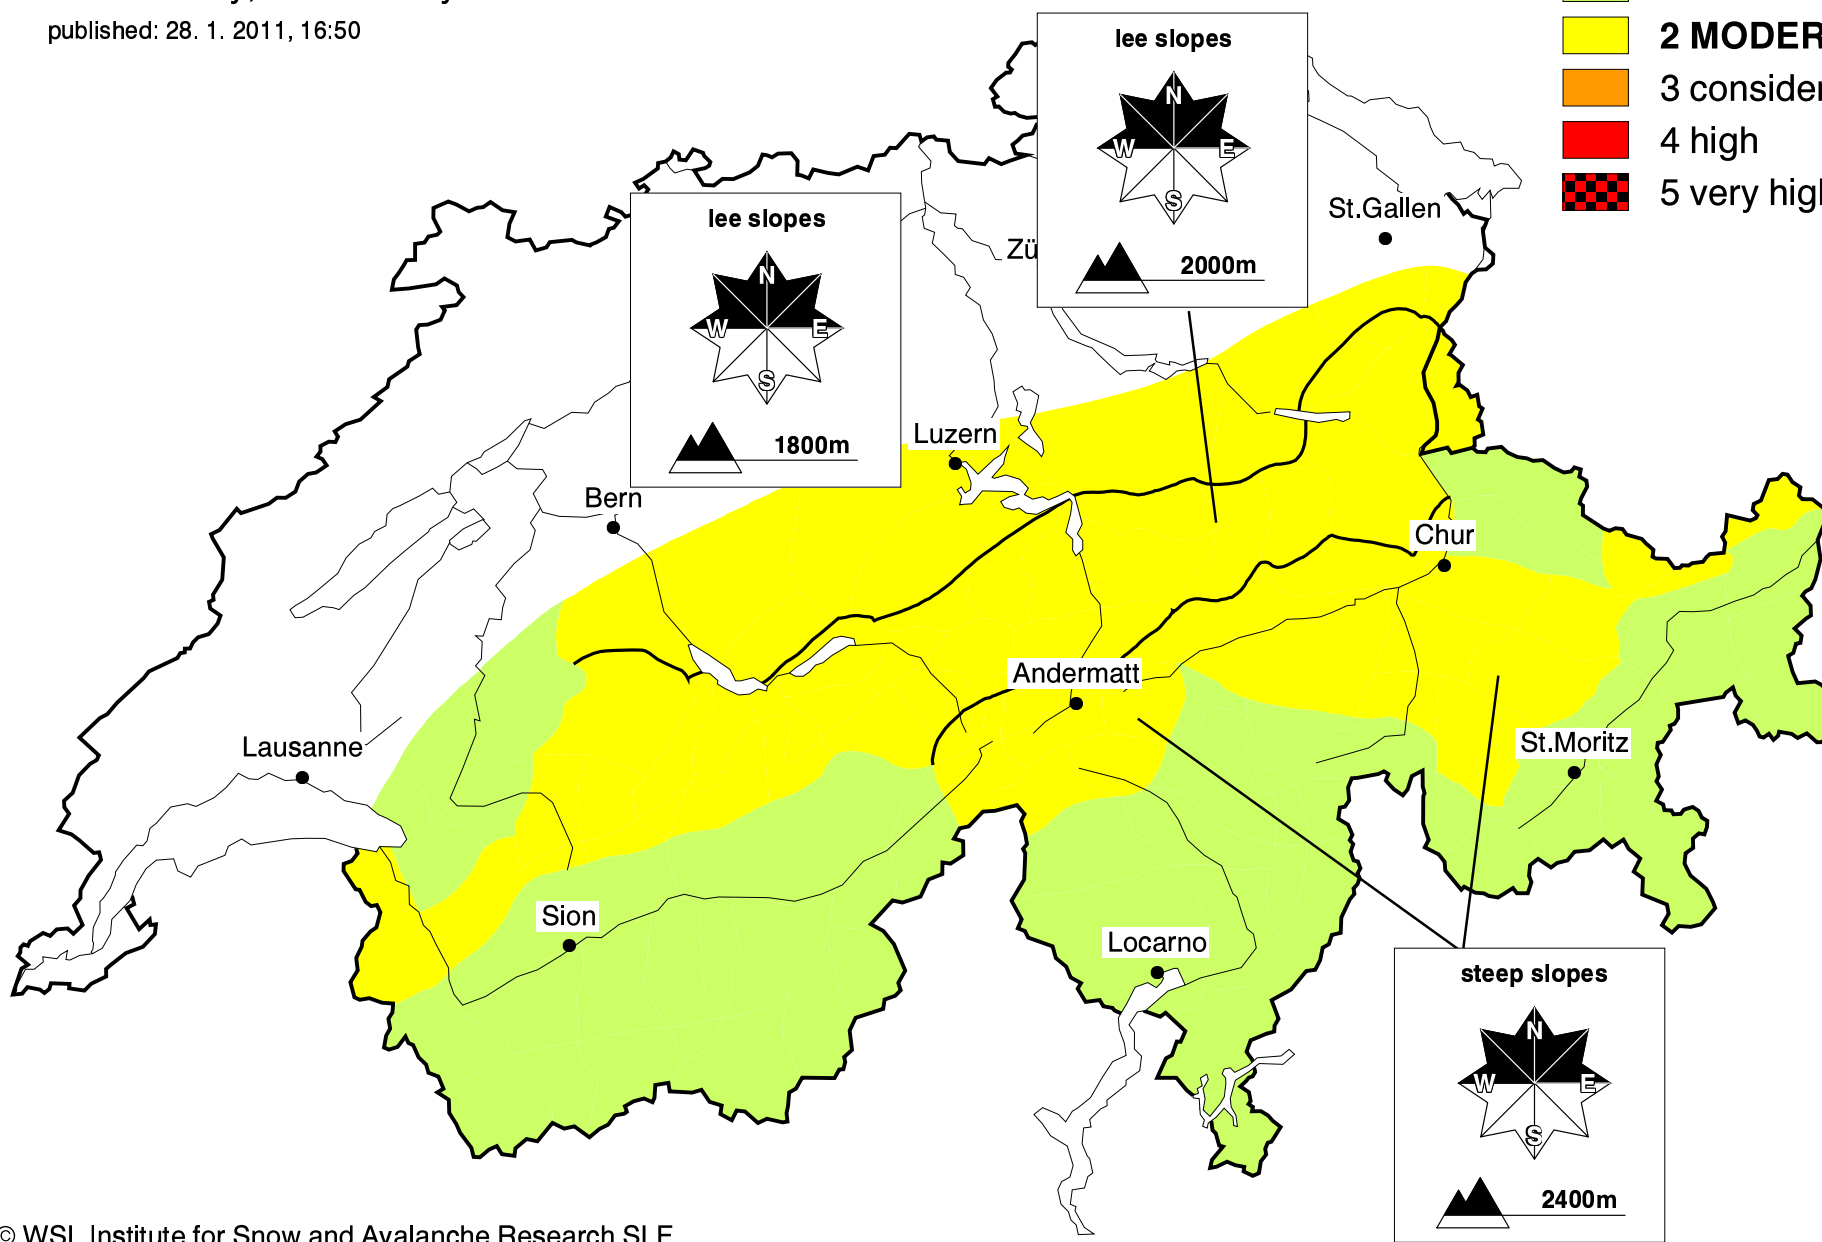 published: 28. 1. 2011, 16:50
2 MODER
3 consider
4 high
5 very high
lee slopes
N
W E
S
2000m
lee slopes
N
W E
S
1800m
St.Gallen
Zü
Luzern
Bern
Chur
Andermatt
Lausanne
St.Moritz
Sion
Locarno
steep slopes
N
W E
S
2400m
© WSL Institute for Snow and Avalanche Research SLF